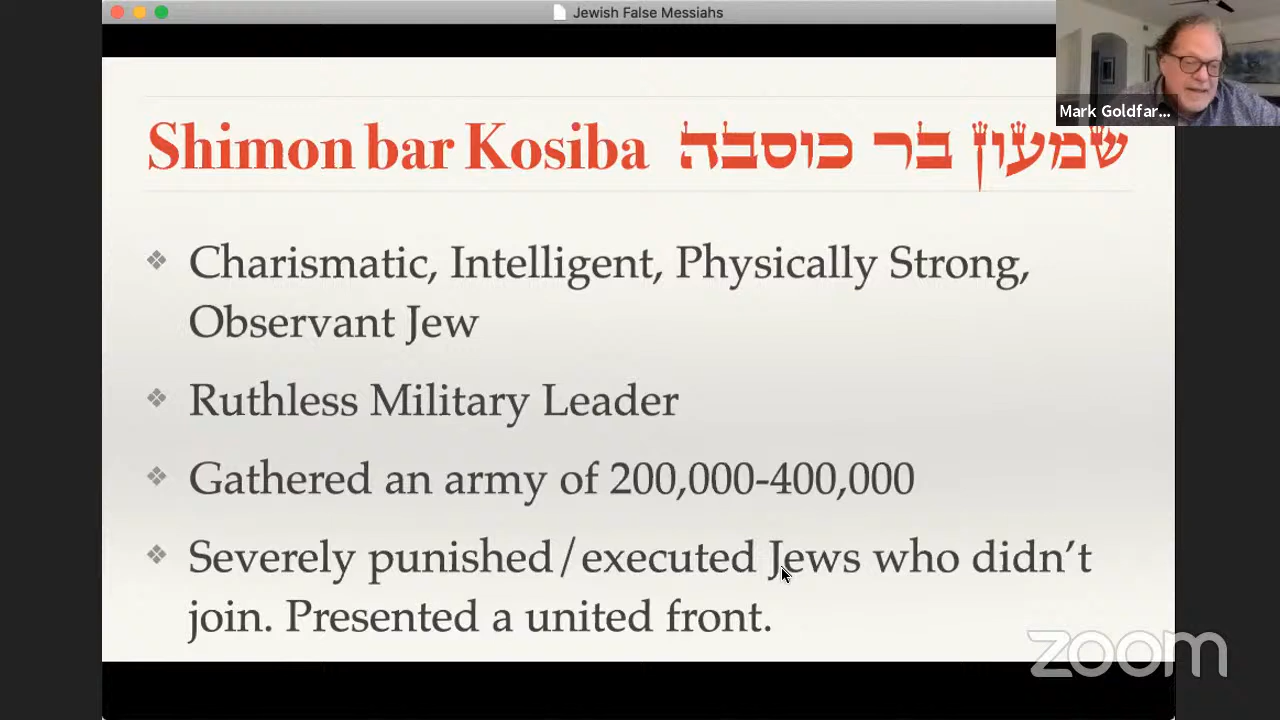 Jewish False Messiahs
Mark Goldfar...
Shimon bar Kosiba שמעון בר כוסבה
❖ Charismatic, Intelligent, Physically Strong,
Observant Jew
❖ Ruthless Military Leader
❖ Gathered an army of 200,000-400,000
❖ Severely punished/executed Jews who didn’t
join. Presented a united front.
zoom